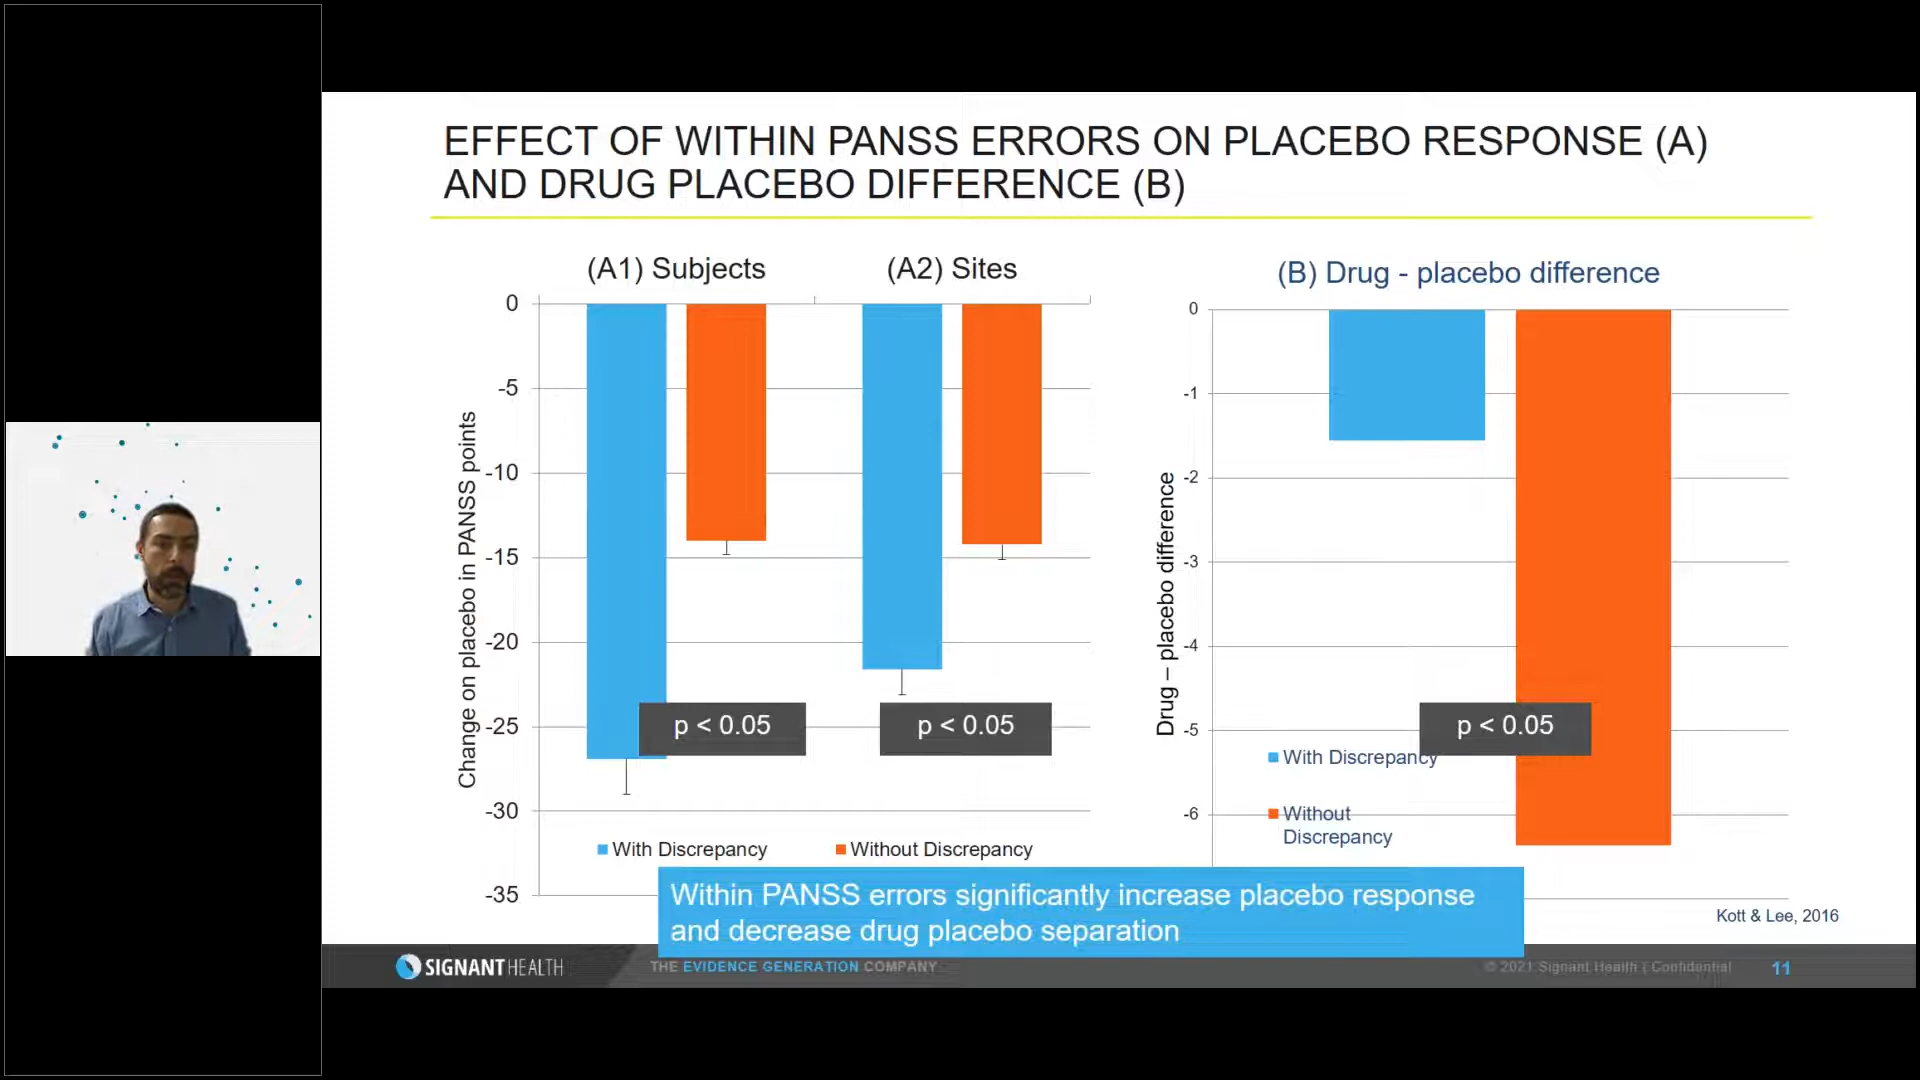 EFFECT OF WITHIN PANSS ERRORS ON PLACEBO RESPONSE (A)
AND DRUG PLACEBO DIFFERENCE (B)
(A1) Subjects
(A2) Sites
Change on placebo in PANSS points
0
-5
-10
-15
-20
-25
-30
-35
p < 0.05
p < 0.05
With Discrepancy
Without Discrepancy
(B) Drug - placebo difference
Drug – placebo difference
0
-1
-2
-3
-4
-5
-6
p < 0.05
With Discrepancy
Without
Discrepancy
Within PANSS errors significantly increase placebo response
and decrease drug placebo separation
Kott & Lee, 2016
SIGNANT HEALTH
THE EVIDENCE GENERATION COMPANY
© 2021 Signant Health | Confidential
11